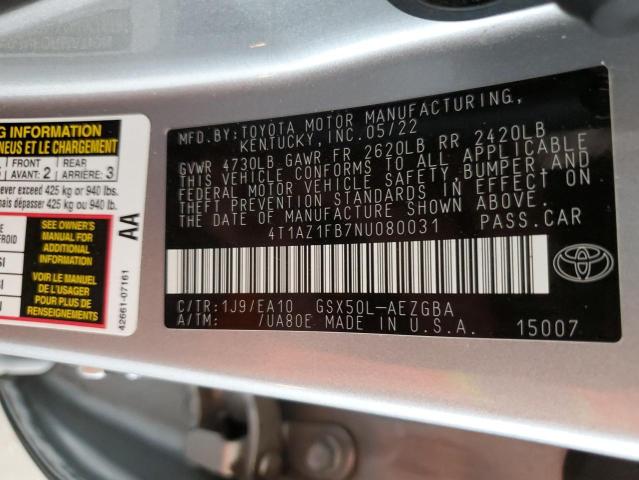 NG INFORMATION
NEUS ET LE CHARGEMENT
FRONT REAR
AVANT: 2 ARRIÈRE: 3
never exceed 425 kg or 940 lbs.
mais dépasser 425 kg ou 940 lb.
SEE OWNER'S
MANUAL FOR
ADDITIONAL
INFORMATION
VOIR LE MANUEL
DE L'USAGER
POUR PLUS DE
RENSEIGNEMENTS
AA
42661-07161
MFD.BY:TOYOTA MOTOR MANUFACTURING,
KENTUCKY, INC.05/22
GVWR 4730LB GAWR FR 2620LB RR 2420LB
THIS VEHICLE CONFORMS TO ALL APPLICABLE
FEDERAL MOTOR VEHICLE SAFETY, BUMPER AND
THEFT PREVENTION STANDARDS IN EFFECT ON
THE DATE OF MANUFACTURE SHOWN ABOVE.
4T1AZ1FB7NU080031 PASS.CAR
C/TR:1J9/EA10 GSX50L-AEZGBA
A/TM: /UA80E MADE IN U.S.A. 15007